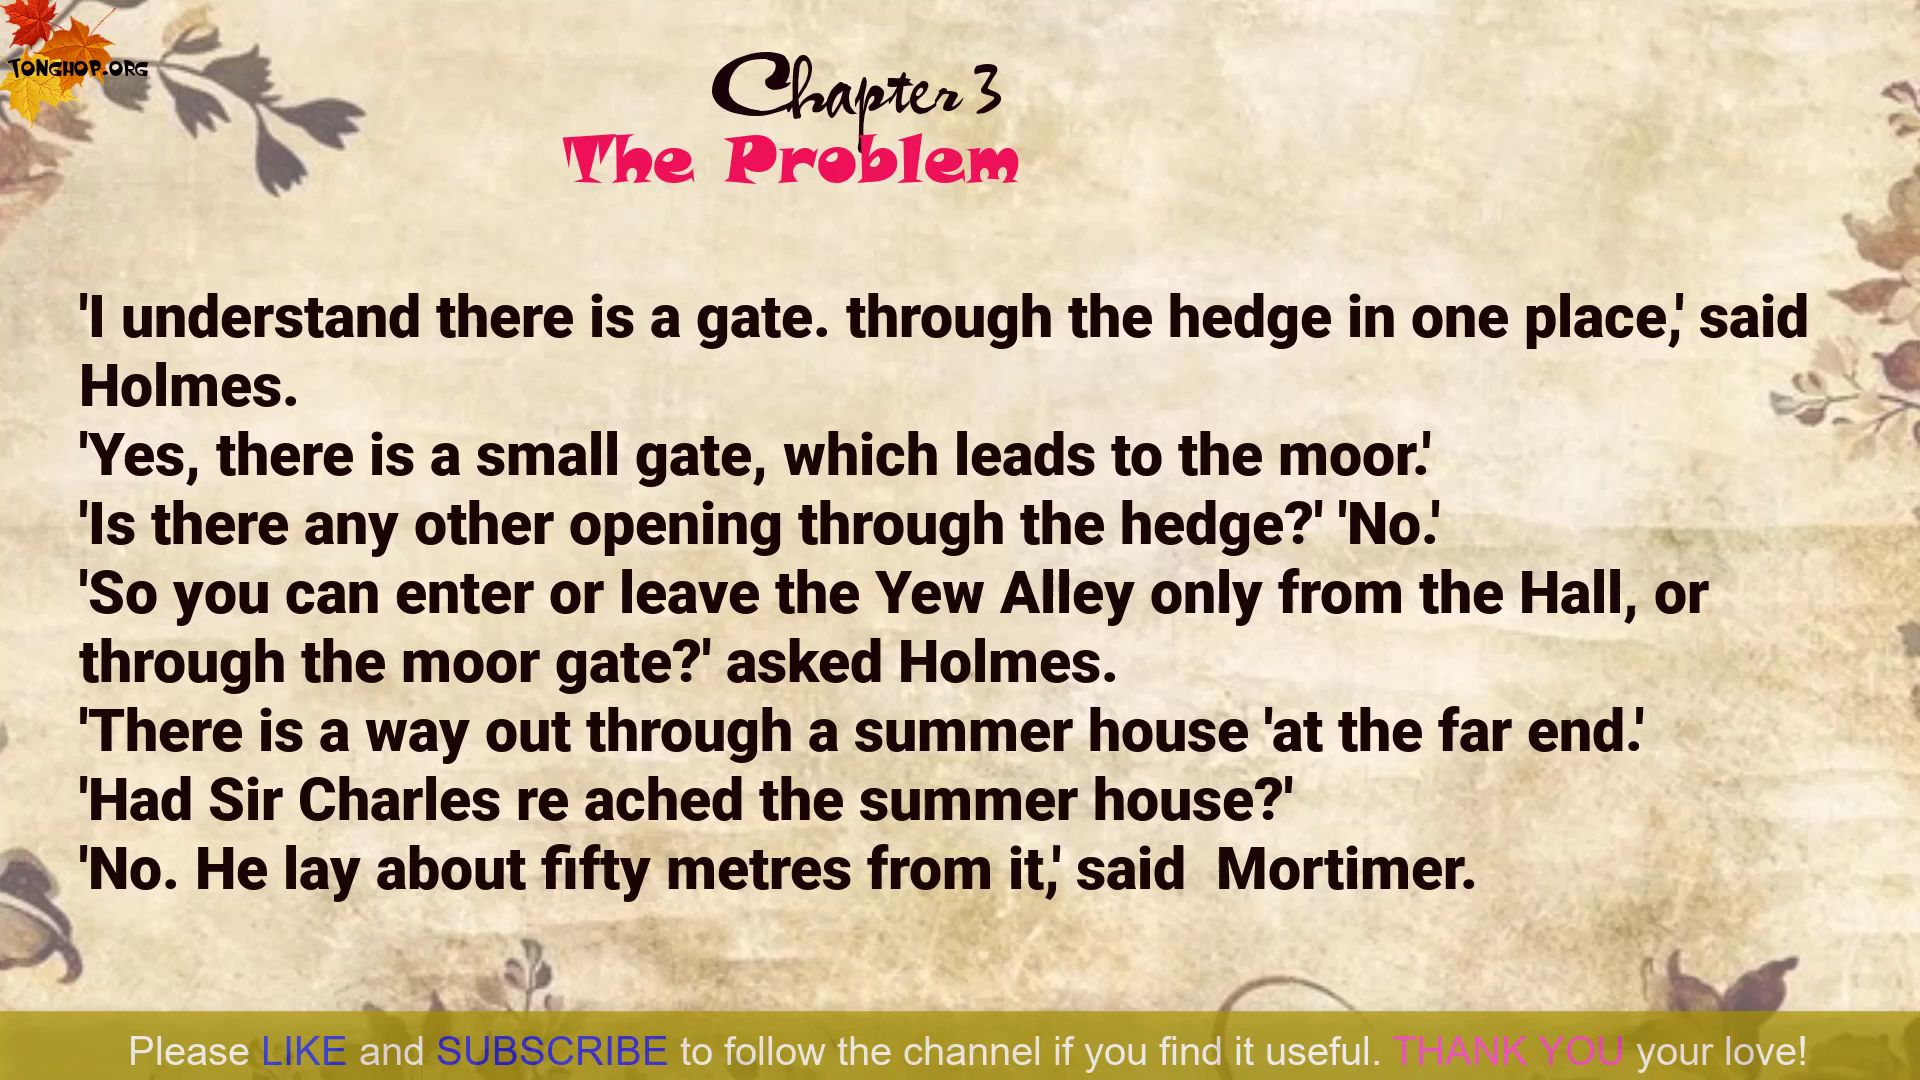 TONGHOP.ORG
Chapter 3
The Problem
'I understand there is a gate. through the hedge in one place,' said
Holmes.
'Yes, there is a small gate, which leads to the moor.'
'Is there any other opening through the hedge?' 'No.'
'So you can enter or leave the Yew Alley only from the Hall, or
through the moor gate?' asked Holmes.
'There is a way out through a summer house 'at the far end.'
'Had Sir Charles re ached the summer house?'
'No. He lay about fifty metres from it,' said  Mortimer.
Please LIKE and SUBSCRIBE to follow the channel if you find it useful. THANK YOU your love!